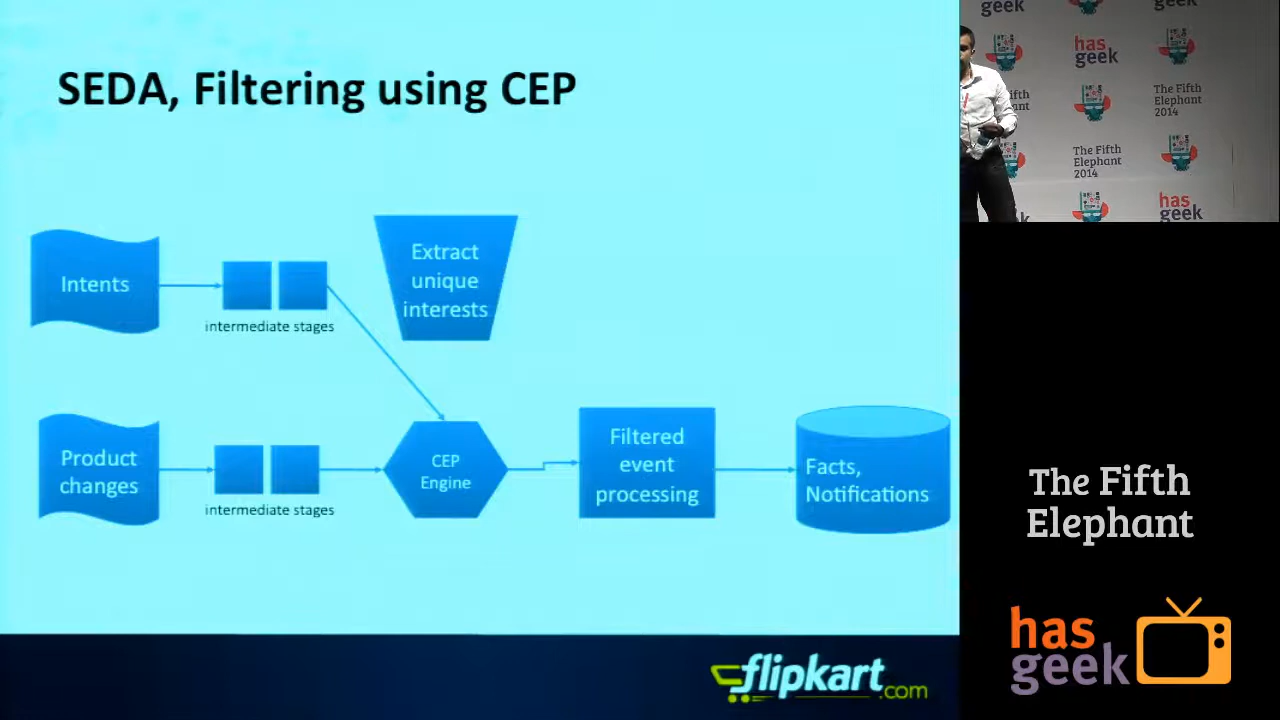 SEDA, Filtering using CEP
Intents
intermediate stages
Extract
unique
interests
Product
changes
intermediate stages
CEP
Engine
Filtered
event
processing
Facts,
Notifications
flipkart.com
geek
geek
has
geek
The Fifth
Elephant
2014
The Fifth
Elephant
2014
has
geek
The Fifth
Elephant
has
geek